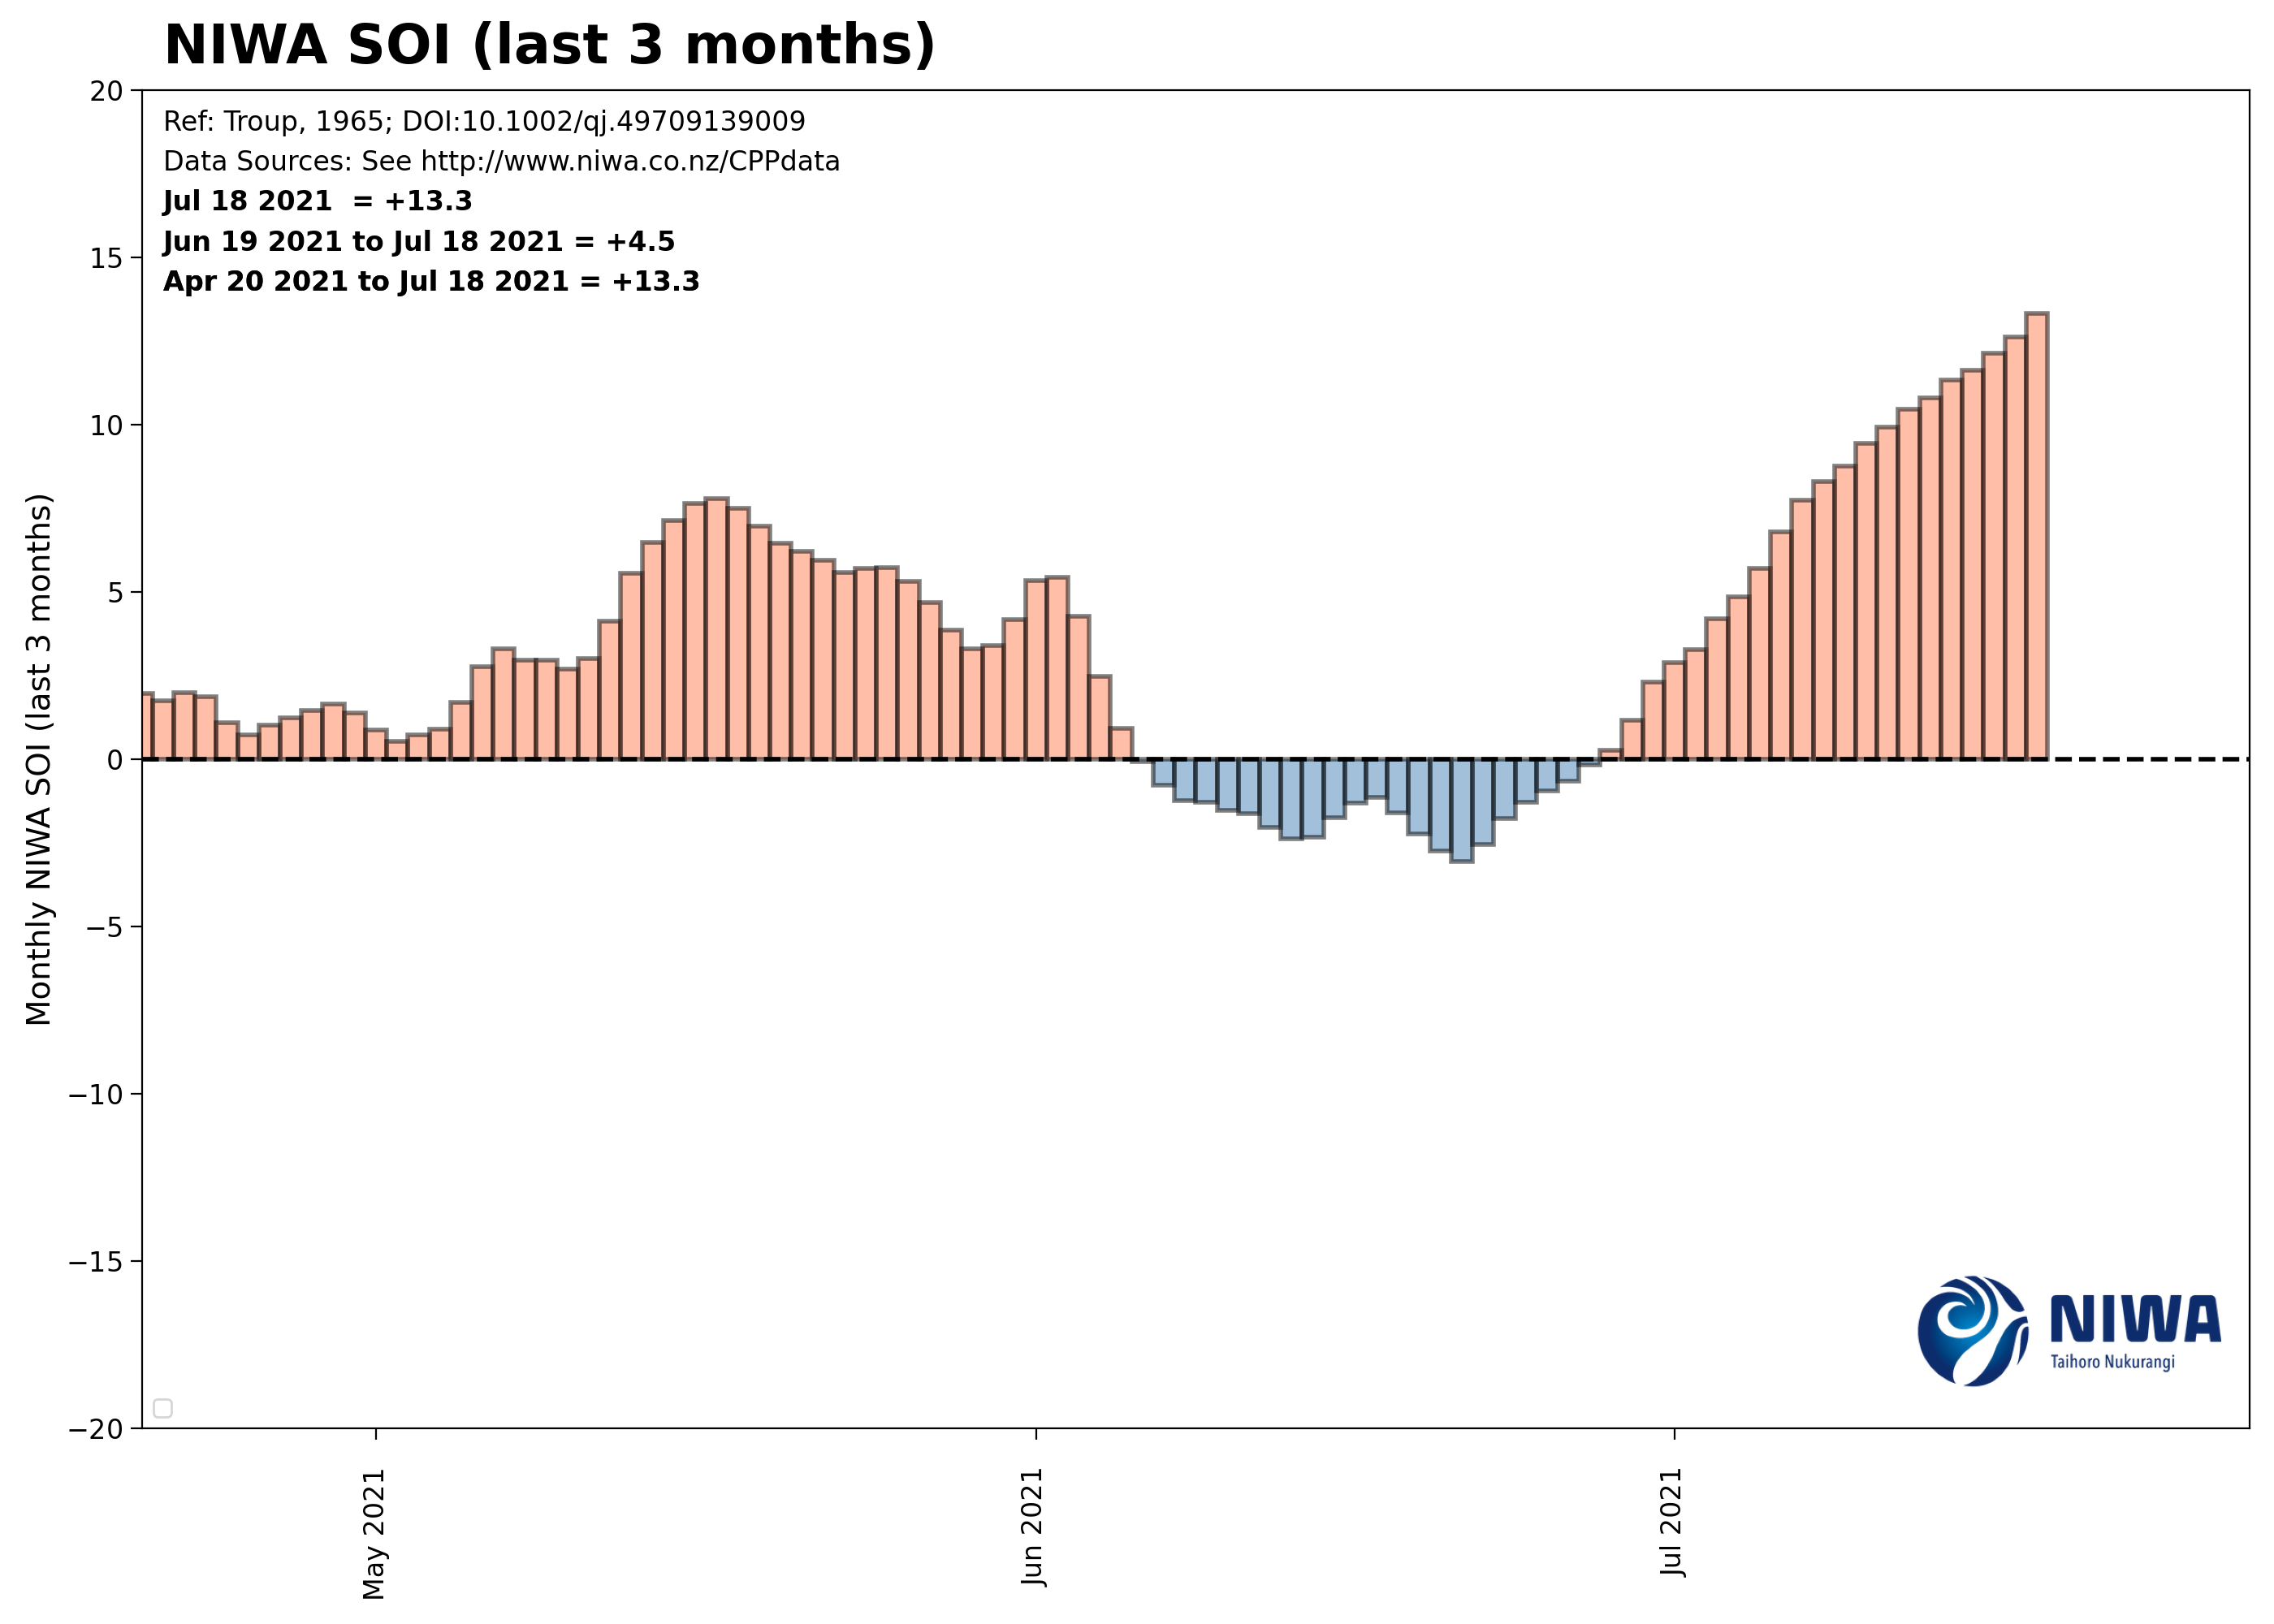 NIWA SOI (last 3 months)
Ref: Troup, 1965; DOI:10.1002/qj.49709139009
Data Sources: See http://www.niwa.co.nz/CPPdata
Jul 18 2021  = +13.3
Jun 19 2021 to Jul 18 2021 = +4.5
Apr 20 2021 to Jul 18 2021 = +13.3
Monthly NIWA SOI (last 3 months)
20
15
10
5
0
−5
−10
−15
−20
May 2021
Jun 2021
Jul 2021
NIWA
Taihoro Nukurangi